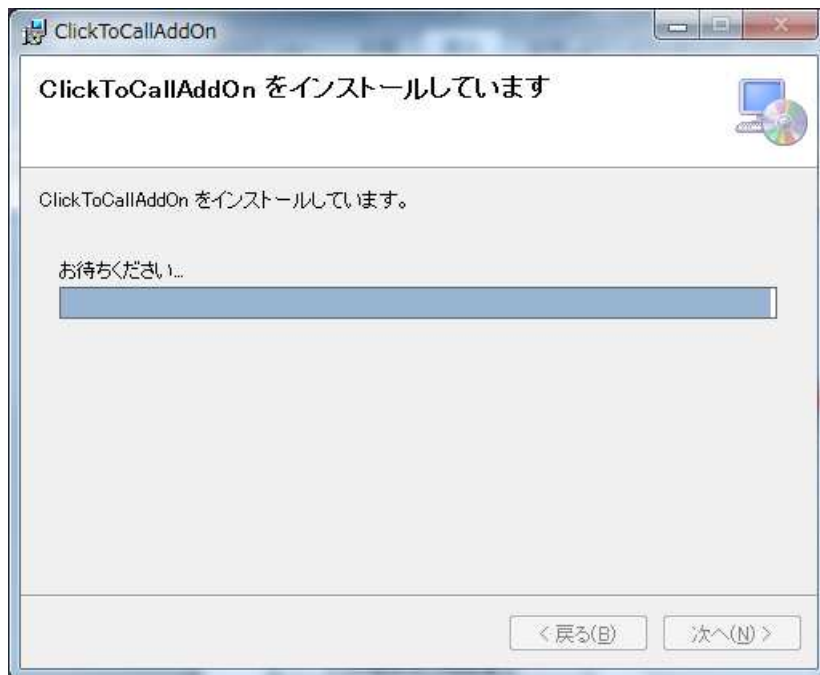 ClickToCallAddOn
ClickToCallAddOn をインストールしています
ClickToCallAddOn をインストールしています。
お待ちください...
< 戻る(B)
次へ(N) >